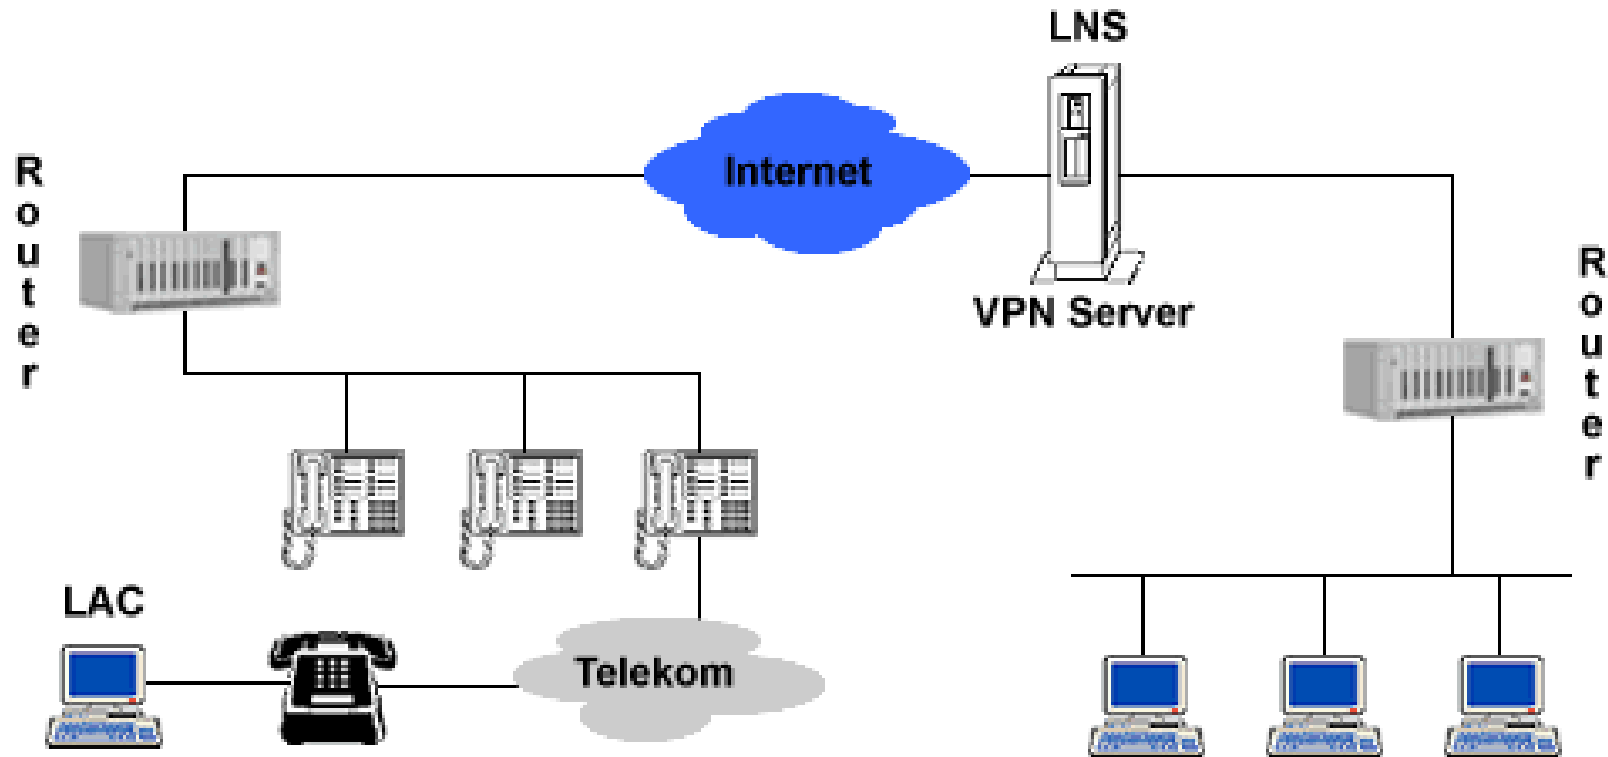 LNS
Internet
Router
VPN Server
Router
LAC
Telekom